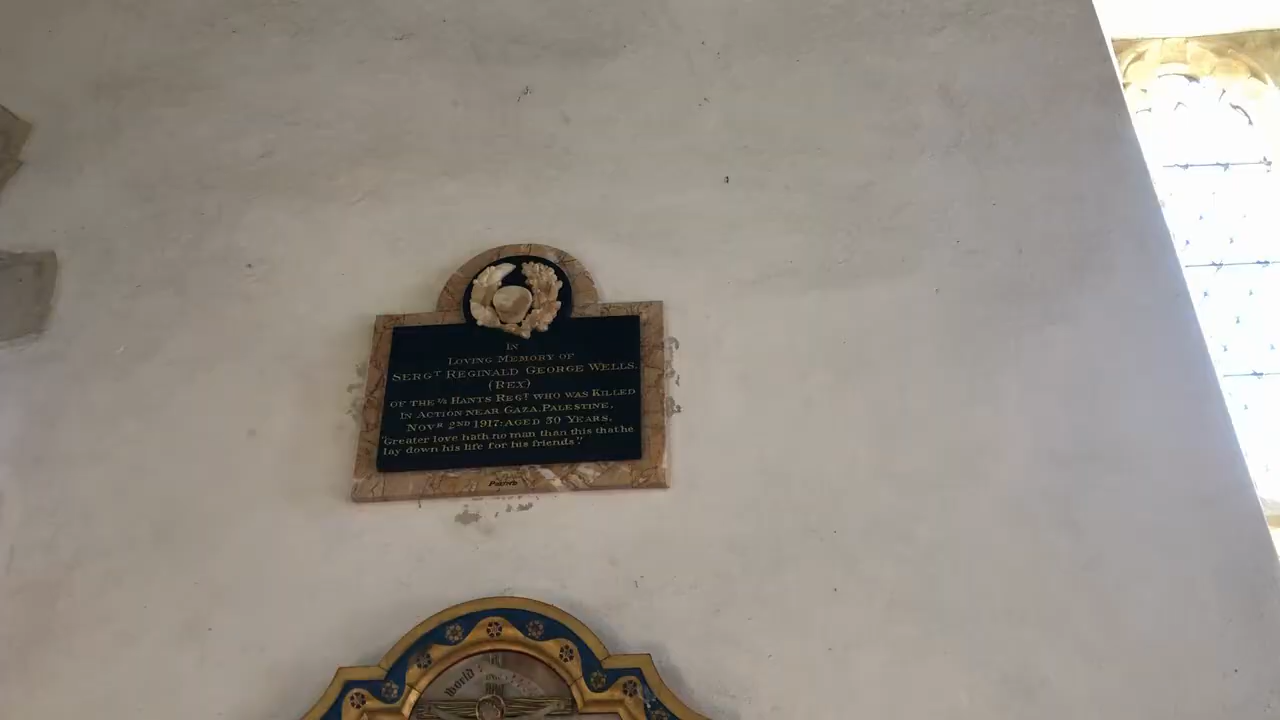 In
Loving Memory of
Sergt Reginald George Wells.
(Rex)
of the ⅛ Hants Regt who was Killed
in Action near Gaza, Palestine,
Novr 2nd 1917: Aged 30 Years.
"Greater love hath no man than this that he
lay down his life for his friends."
World